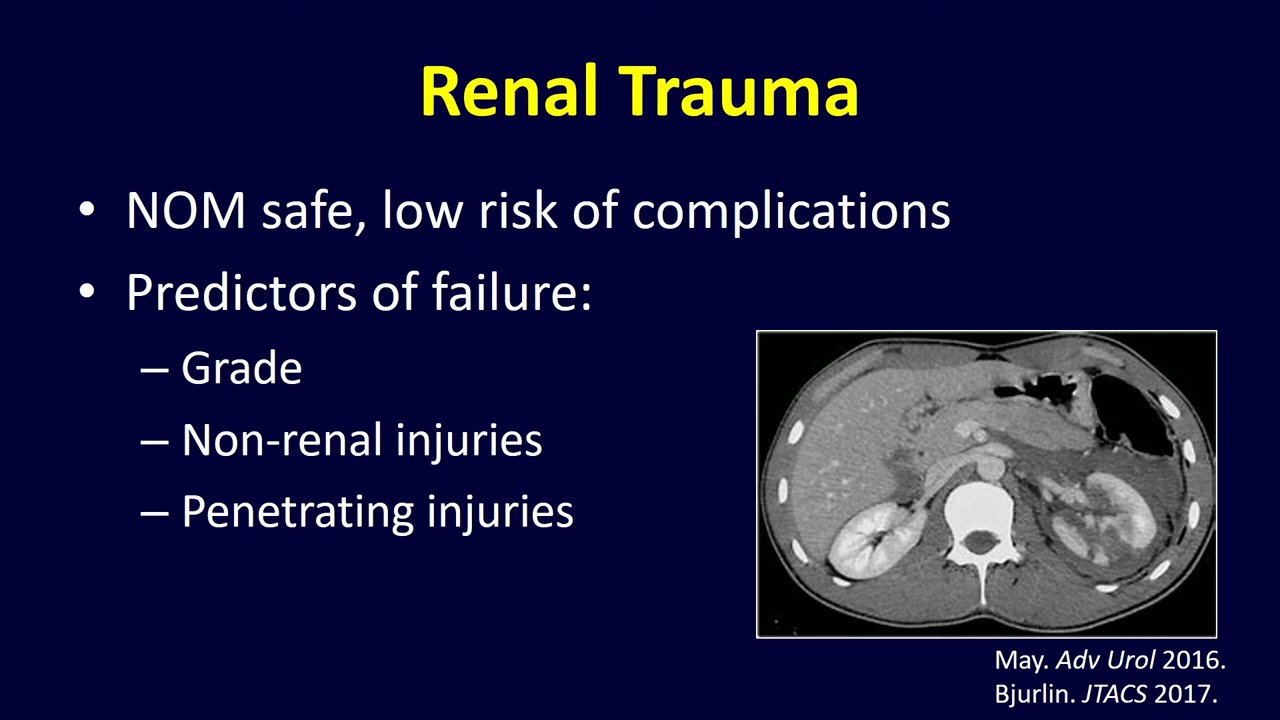 Renal Trauma
• NOM safe, low risk of complications
• Predictors of failure:
– Grade
– Non-renal injuries
– Penetrating injuries
May. Adv Urol 2016.
Bjurlin. JTACS 2017.